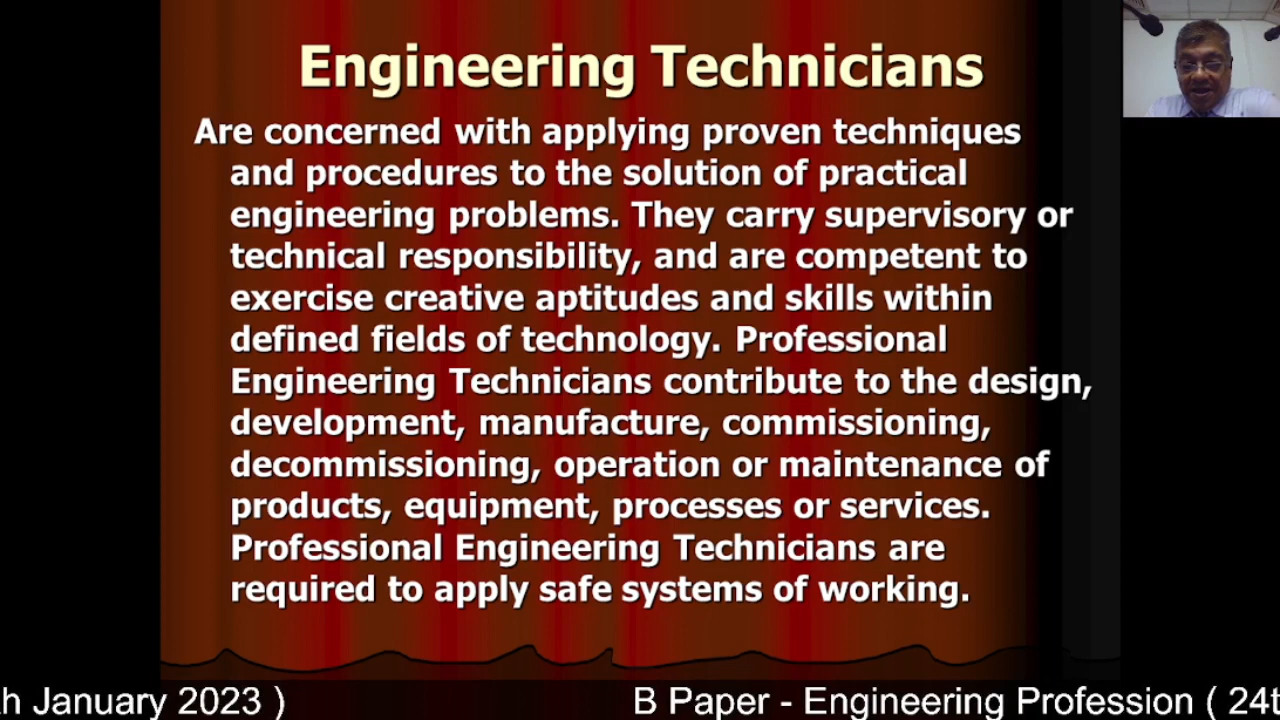 Engineering Technicians
Are concerned with applying proven techniques
and procedures to the solution of practical
engineering problems. They carry supervisory or
technical responsibility, and are competent to
exercise creative aptitudes and skills within
defined fields of technology. Professional
Engineering Technicians contribute to the design,
development, manufacture, commissioning,
decommissioning, operation or maintenance of
products, equipment, processes or services.
Professional Engineering Technicians are
required to apply safe systems of working.
h January 2023 ) B Paper - Engineering Profession ( 24t